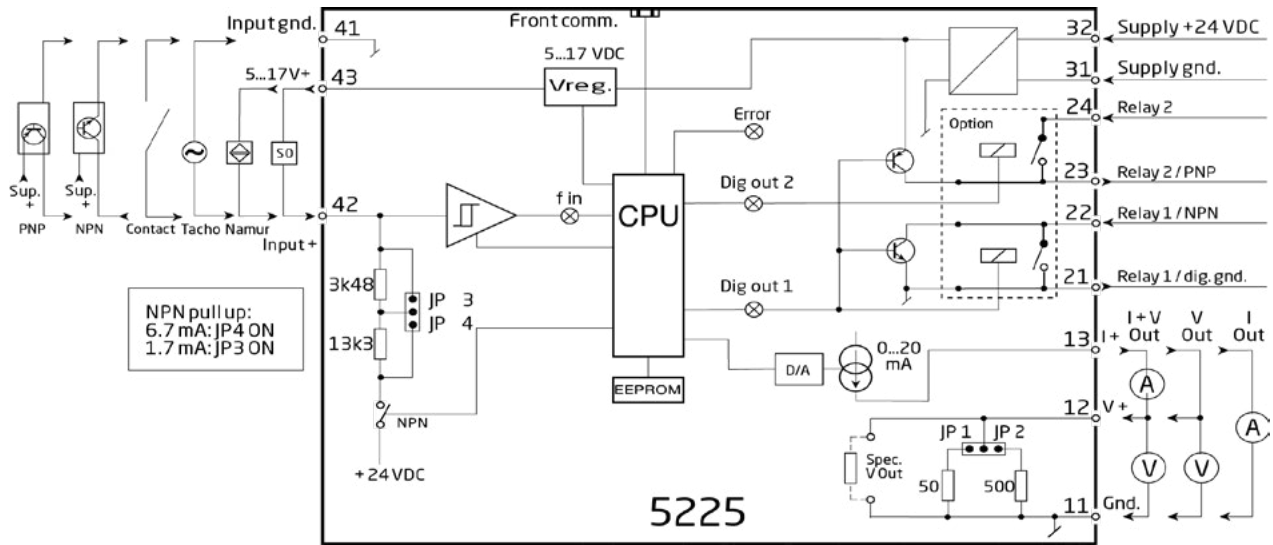 Input gnd.
41
Front comm.
32
Supply +24 VDC
5...17V+
43
5...17 VDC
Vreg.
31
Supply gnd.
24
Relay 2
Error
Option
S0
Sup.
+
Sup.
+
PNP
NPN
Contact
Tacho
Namur
Input +
42
f in
CPU
Dig out 2
23
Relay 2 / PNP
22
Relay 1 / NPN
3k48
JP 3
JP 4
13k3
Dig out 1
21
Relay 1 / dig. gnd.
NPN pull up:
6.7 mA: JP4 ON
1.7 mA: JP3 ON
I + V
Out
V
Out
I
Out
13
I+
D/A
0...20
mA
EEPROM
A
NPN
+ 24 VDC
12
V +
JP 1
JP 2
A
Spec.
V Out
50
500
V
V
5225
11
Gnd.